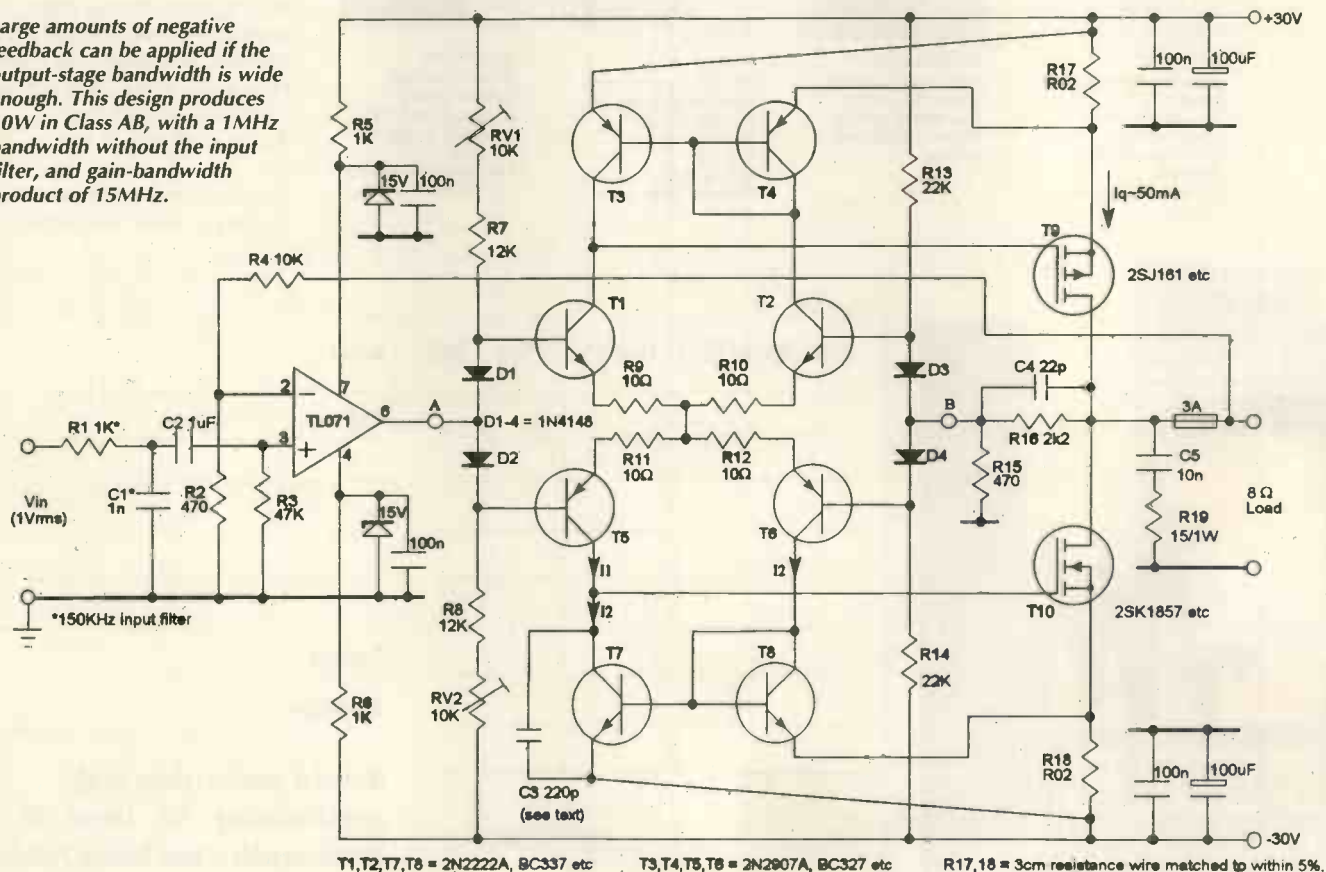 arge amounts of negative
eedback can be applied if the
utput-stage bandwidth is wide
nough. This design produces
0W in Class AB, with a 1MHz
andwidth without the input
ilter, and gain-bandwidth
roduct of 15MHz.
+30V
R5
1K
RV1
10K
15V
100n
R7
12K
T3
T4
R13
22K
R17
R02
100n
100uF
Iq~50mA
T9
2SJ161 etc
R4 10K
T1
T2
D1
D3
R9
10Ω
R10
10Ω
R1 1K*
C2 1uF
2
3
7
4
6
TL071
A
D1-4 = 1N4148
B
C4 22p
R16 2k2
3A
Vin
(1Vrms)
C1*
1n
R2
470
R3
47K
15V
100n
D2
R11
10Ω
R12
10Ω
D4
R15
470
C5
10n
R19
15/1W
8 Ω
Load
T5
T6
I1
I2
I2
T10
2SK1857 etc
*150KHz input filter
R8
12K
R6
1K
RV2
10K
T7
T8
R14
22K
C3 220p
(see text)
R18
R02
100n
100uF
-30V
T1,T2,T7,T8 = 2N2222A, BC337 etc
T3,T4,T5,T6 = 2N2907A, BC327 etc
R17,18 = 3cm resistance wire matched to within 5%.